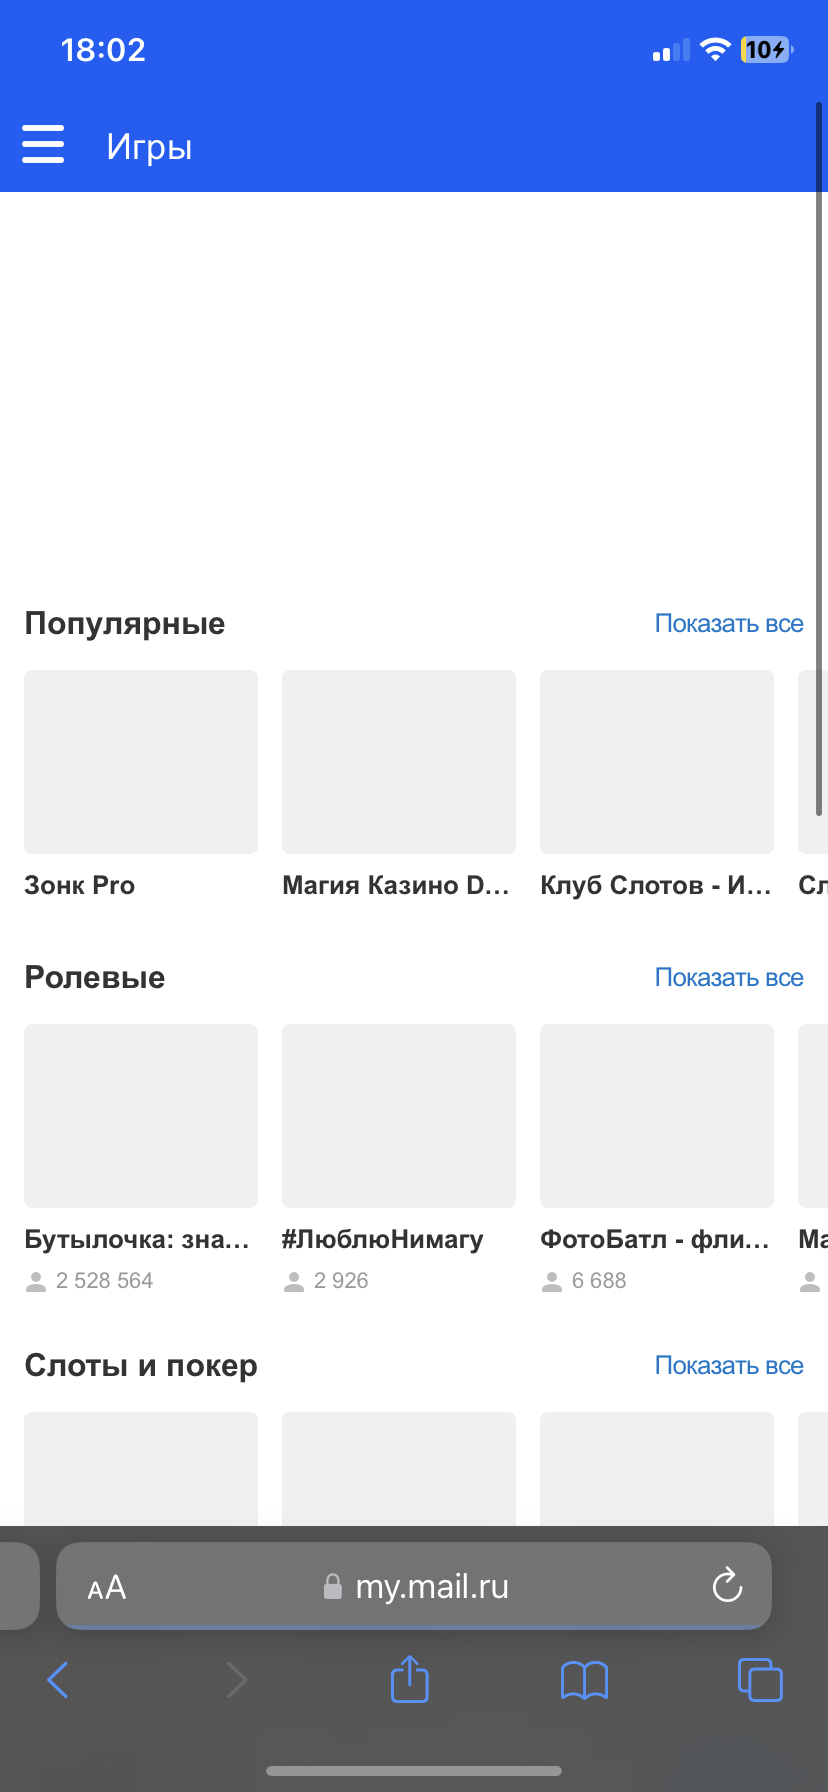 18:02
10
Игры
Популярные Показать все
Зонк Pro Магия Казино D... Клуб Слотов - И... Сл
Ролевые Показать все
Бутылочка: зна... #ЛюблюНимагу ФотоБатл - фли... Ма
2 528 564 2 926 6 688
Слоты и покер Показать все
AA my.mail.ru